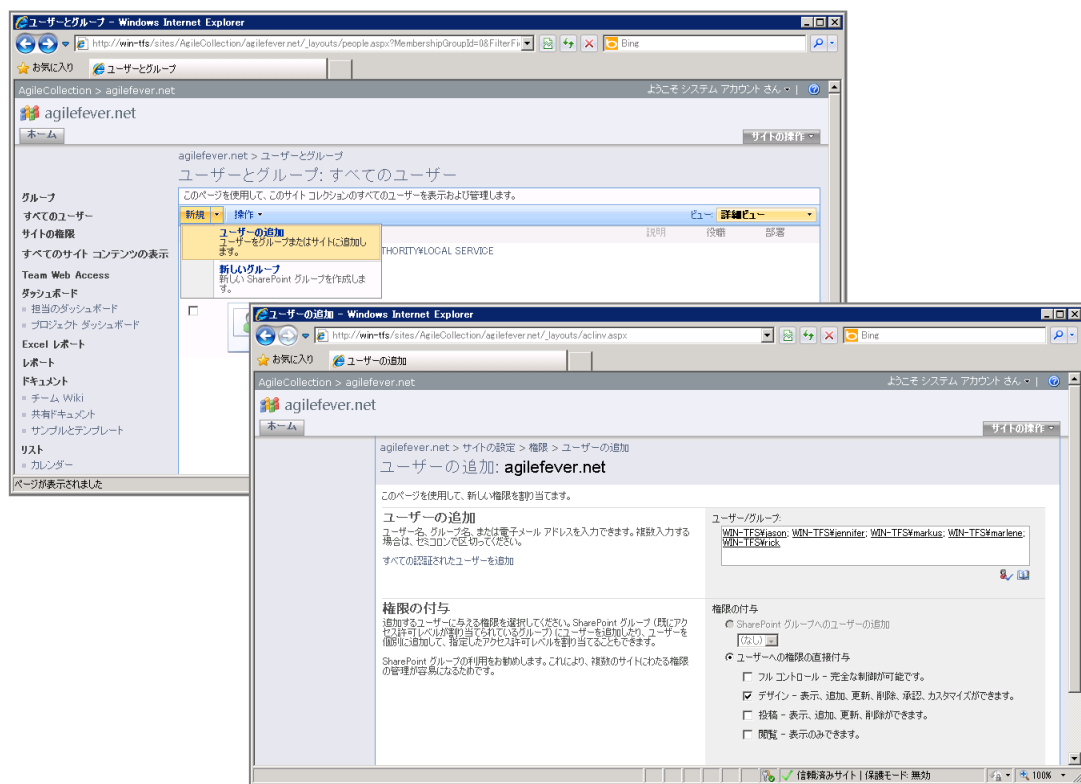 ユーザーとグループ - Windows Internet Explorer
http://win-tfs/sites/AgileCollection/agilefever.net/_layouts/people.aspx?MembershipGroupId=0&FilterFi
Bing
お気に入り
ユーザーとグループ
AgileCollection > agilefever.net
ようこそ システム アカウント さん
agilefever.net
ホーム
サイトの操作
agilefever.net > ユーザーとグループ
ユーザーとグループ: すべてのユーザー
このページを使用して、このサイト コレクションのすべてのユーザーを表示および管理します。
新規
操作
ビュー: 詳細ビュー
グループ
すべてのユーザー
サイトの権限
すべてのサイト コンテンツの表示
Team Web Access
ダッシュボード
担当のダッシュボード
プロジェクト ダッシュボード
Excel レポート
レポート
ドキュメント
チーム Wiki
共有ドキュメント
サンプルとテンプレート
リスト
カレンダー
ユーザーの追加
ユーザーをグループまたはサイトに追加し
ます。
新しいグループ
新しい SharePoint グループを作成しま
す。
説明 役職 部署
THORITY¥LOCAL SERVICE
ページが表示されました
ユーザーの追加 - Windows Internet Explorer
http://win-tfs/sites/AgileCollection/agilefever.net/_layouts/aclinv.aspx
Bing
お気に入り
ユーザーの追加
AgileCollection > agilefever.net
ようこそ システム アカウント さん
agilefever.net
ホーム
サイトの操作
agilefever.net > サイトの設定 > 権限 > ユーザーの追加
ユーザーの追加: agilefever.net
このページを使用して、新しい権限を割り当てます。
ユーザーの追加
ユーザー名、グループ名、または電子メール アドレスを入力できます。複数入力する
場合は、セミコロンで区切ってください。
すべての認証されたユーザーを追加
ユーザー/グループ:
WIN-TFS¥jason; WIN-TFS¥jennifer; WIN-TFS¥markus; WIN-TFS¥marlene;
WIN-TFS¥rick
権限の付与
追加するユーザーに与える権限を選択してください。SharePoint グループ (既にアク
セス許可レベルが割り当てられているグループ) にユーザーを追加したり、ユーザーを
個別に追加して、指定したアクセス許可レベルを割り当てることもできます。
SharePoint グループの利用をお勧めします。これにより、複数のサイトにわたる権限
の管理が容易になるためです。
権限の付与
SharePoint グループへのユーザーの追加
(なし)
ユーザーへの権限の直接付与
フル コントロール - 完全な制御が可能です。
デザイン - 表示、追加、更新、削除、承認、カスタマイズができます。
投稿 - 表示、追加、更新、削除ができます。
閲覧 - 表示のみできます。
信頼済みサイト | 保護モード: 無効
100%